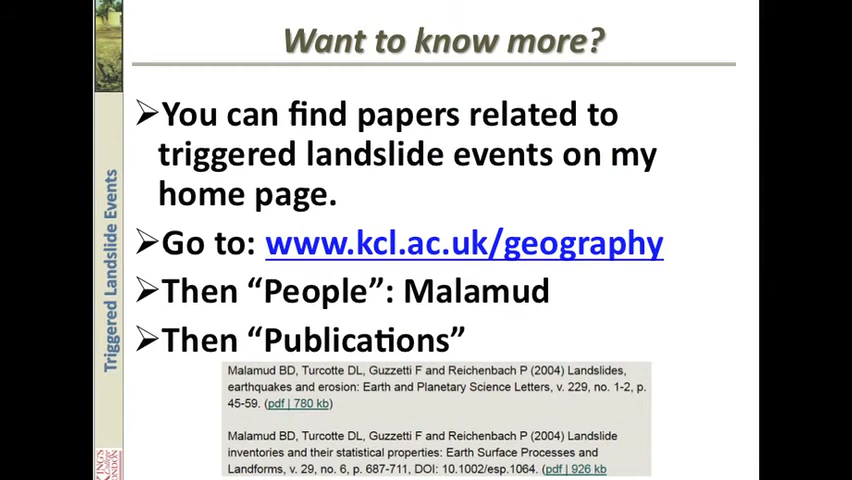 Want to know more?
➢You can find papers related to
triggered landslide events on my
home page.
➢Go to: www.kcl.ac.uk/geography
➢Then “People”: Malamud
➢Then “Publications”
Malamud BD, Turcotte DL, Guzzetti F and Reichenbach P (2004) Landslides,
earthquakes and erosion: Earth and Planetary Science Letters, v. 229, no. 1-2, p.
45-59. (pdf | 780 kb)
Malamud BD, Turcotte DL, Guzzetti F and Reichenbach P (2004) Landslide
inventories and their statistical properties: Earth Surface Processes and
Landforms, v. 29, no. 6, p. 687-711, DOI: 10.1002/esp.1064. (pdf | 926 kb
Triggered Landslide Events